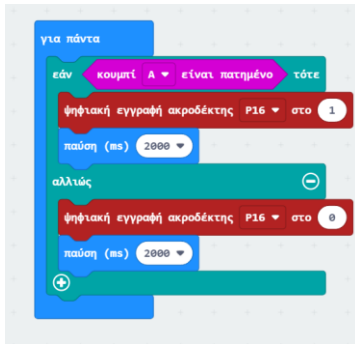 για πάντα
εάν κουμπί A είναι πατημένο τότε
ψηφιακή εγγραφή ακροδέκτης P16 στο 1
παύση (ms) 2000
αλλιώς
ψηφιακή εγγραφή ακροδέκτης P16 στο 0
παύση (ms) 2000